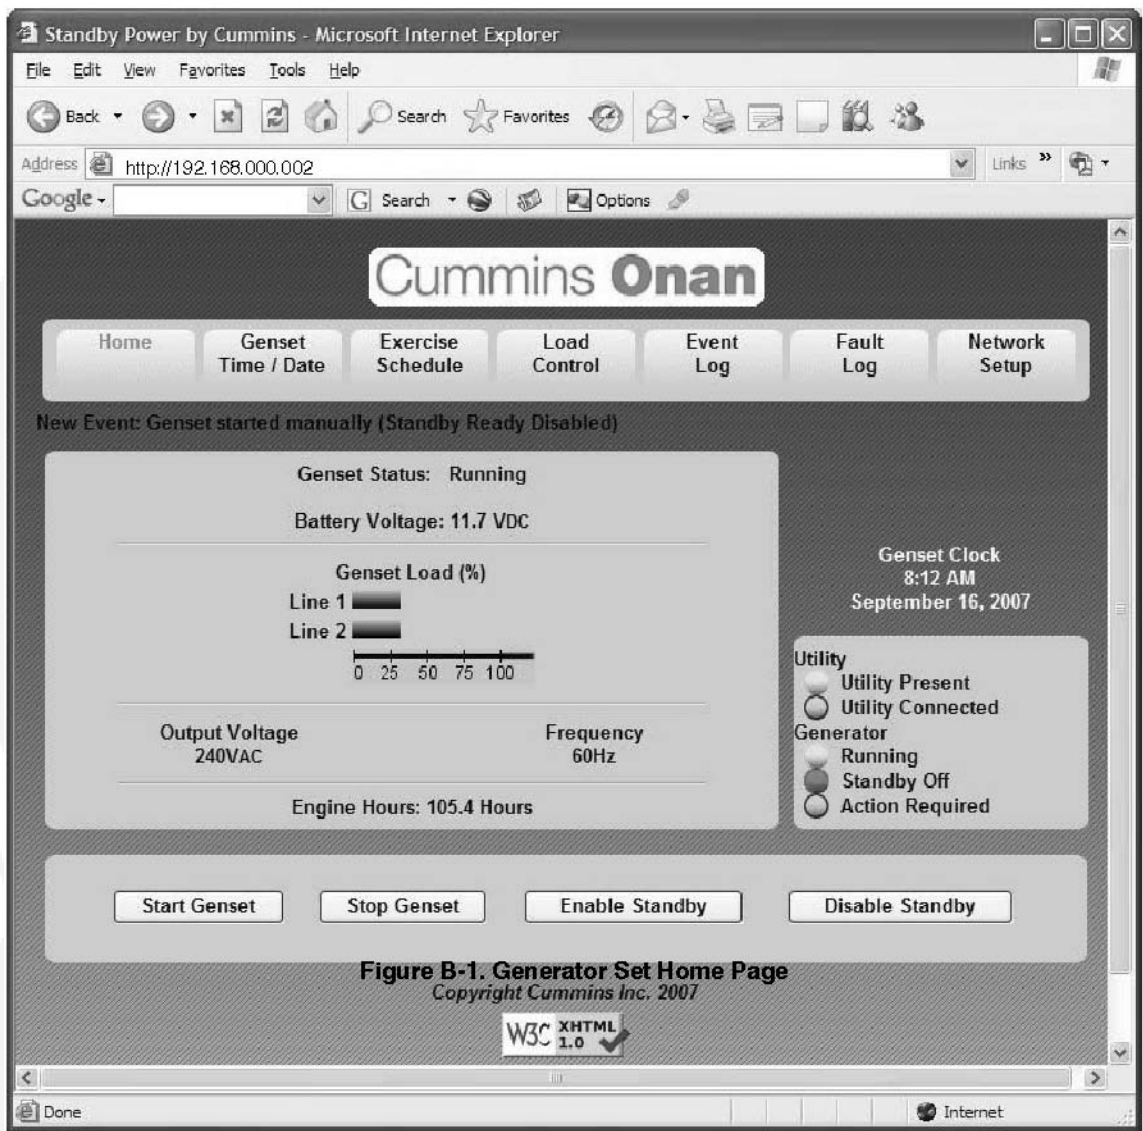 Standby Power by Cummins - Microsoft Internet Explorer
File Edit View Favorites Tools Help
Back Search Favorites
Address http://192.168.000.002 Links »
Google Search Options
Cummins Onan
Home
Genset Time / Date
Exercise Schedule
Load Control
Event Log
Fault Log
Network Setup
New Event: Genset started manually (Standby Ready Disabled)
Genset Status: Running
Battery Voltage: 11.7 VDC
Genset Load (%)
Line 1
Line 2
0 25 50 75 100
Output Voltage
240VAC
Frequency
60Hz
Engine Hours: 105.4 Hours
Genset Clock
8:12 AM
September 16, 2007
Utility
Utility Present
Utility Connected
Generator
Running
Standby Off
Action Required
Start Genset Stop Genset Enable Standby Disable Standby
Figure B-1. Generator Set Home Page
Copyright Cummins Inc. 2007
W3C XHTML 1.0
Done Internet